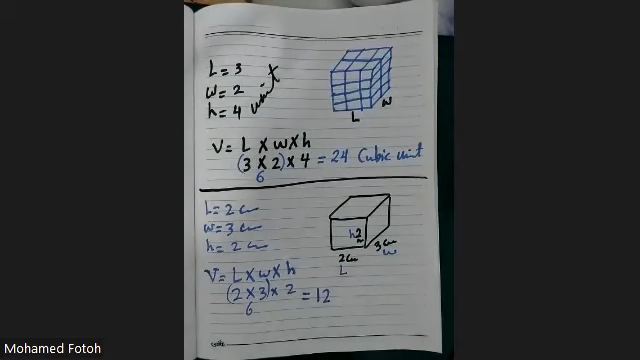 L = 3
w = 2
h = 4
unit
L
w
V = L x w x h
(3 x 2) x 4 = 24 Cubic unit
6
L = 2 cm
w = 3 cm
h = 2 cm
h 2 cm
3 cm
w
2 cm
L
V = L x w x h
(2 x 3) x 2 = 12
6
Mohamed Fotoh